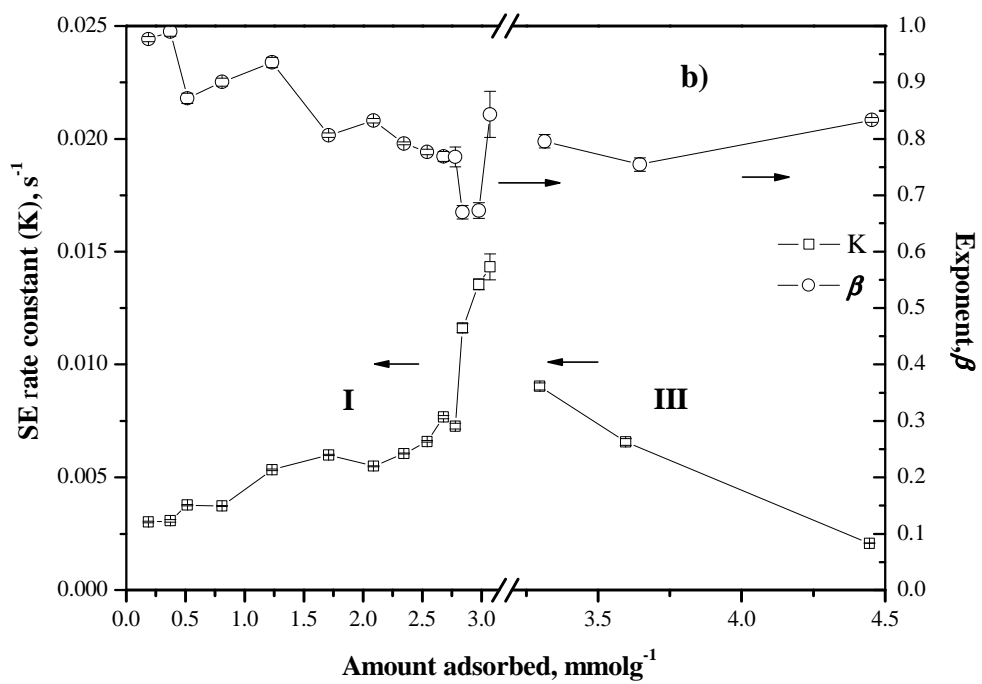 b)
0.025
0.020
0.015
0.010
0.005
0.000
SE rate constant (K), s⁻¹
1.0
0.9
0.8
0.7
0.6
0.5
0.4
0.3
0.2
0.1
0.0
Exponent,β
K
β
I
III
0.0 0.5 1.0 1.5 2.0 2.5 3.0 3.5 4.0 4.5
Amount adsorbed, mmolg⁻¹